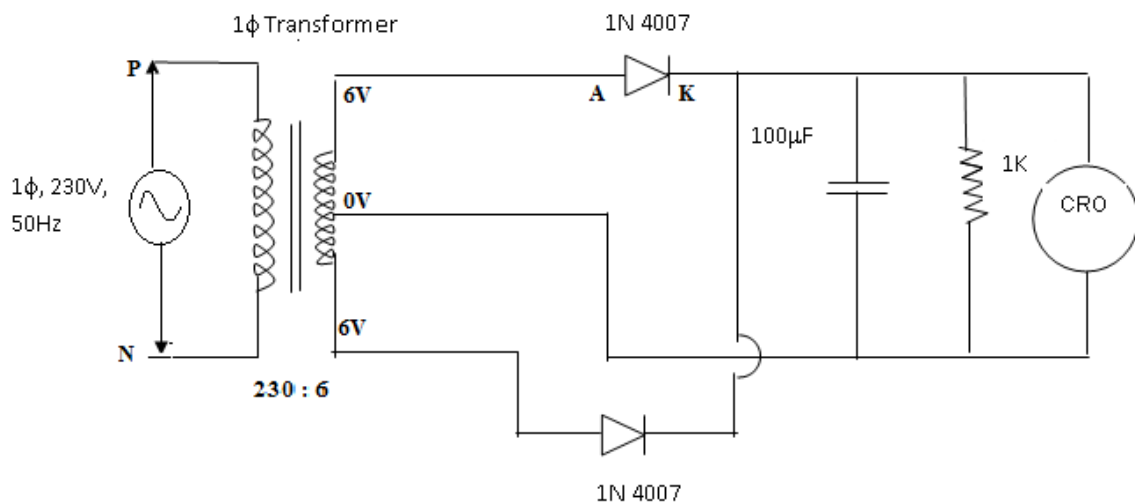 1ϕ Transformer
1N 4007
P
6V
A
K
100µF
1K
1ϕ, 230V,
50Hz
0V
CRO
6V
N
230 : 6
1N 4007